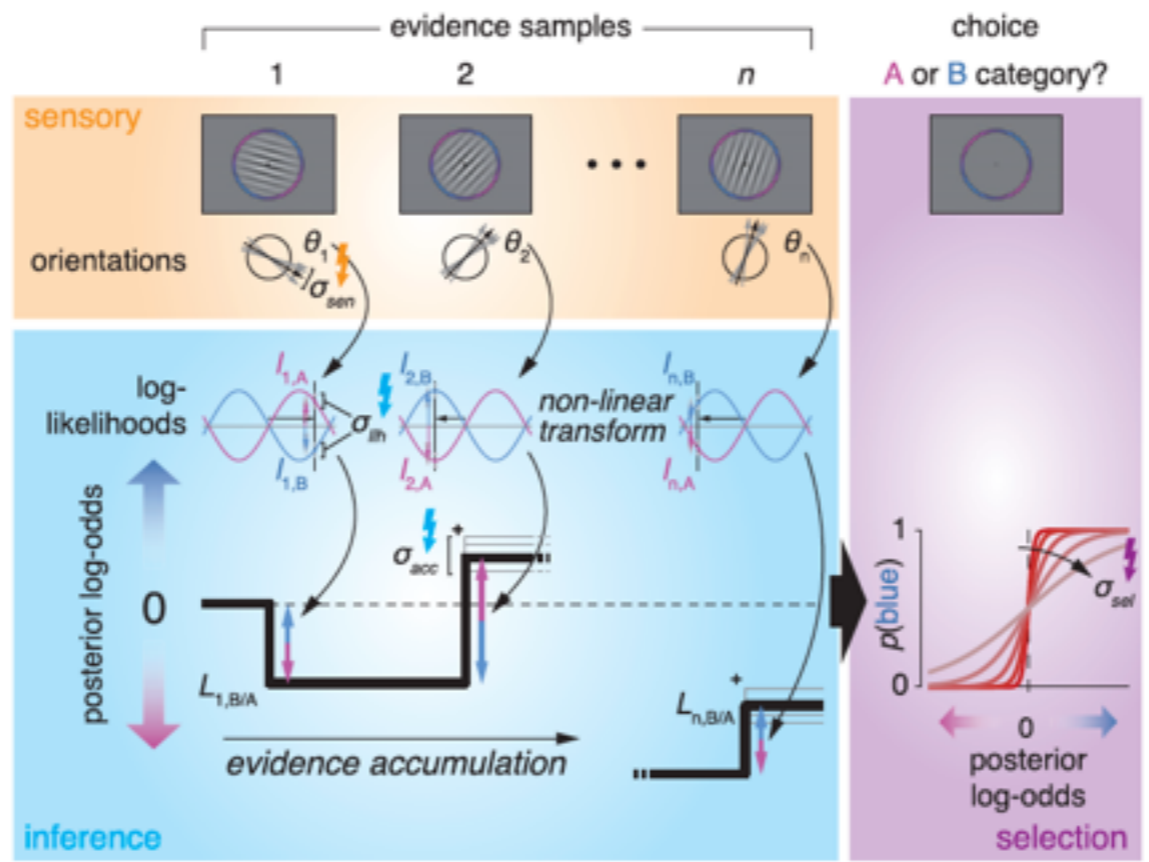 evidence samples
choice
1
2
n
A or B category?
sensory
orientations
θ1
σsen
θ2
θn
log-
likelihoods
l1,A
l1,B
σllh
l2,B
l2,A
non-linear
transform
ln,B
ln,A
posterior log-odds
0
σacc
+
L1,B/A
+
Ln,B/A
evidence accumulation
inference
1
p(blue)
0
σsel
0
posterior
log-odds
selection